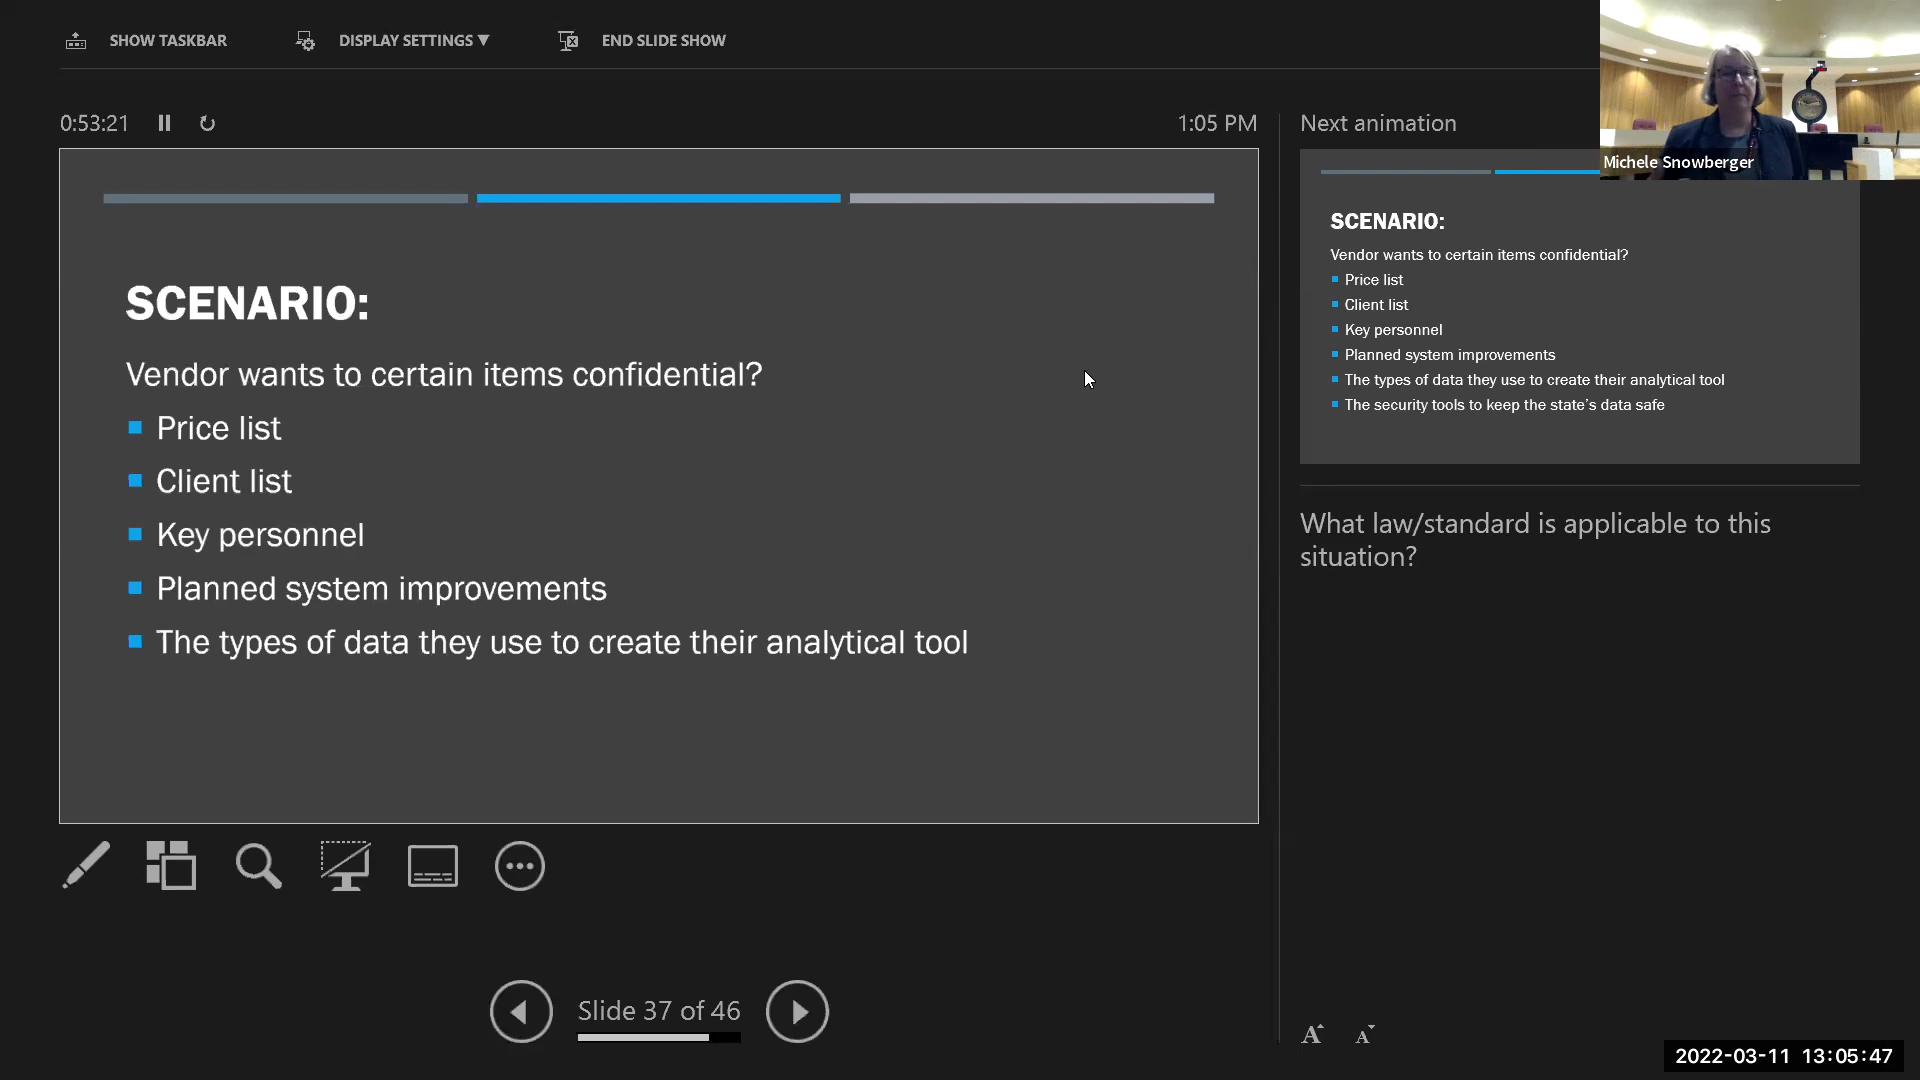 SHOW TASKBAR
DISPLAY SETTINGS ▼
END SLIDE SHOW
0:53:21
1:05 PM
SCENARIO:
Vendor wants to certain items confidential?
Price list
Client list
Key personnel
Planned system improvements
The types of data they use to create their analytical tool
Slide 37 of 46
Next animation
Michele Snowberger
SCENARIO:
Vendor wants to certain items confidential?
Price list
Client list
Key personnel
Planned system improvements
The types of data they use to create their analytical tool
The security tools to keep the state's data safe
What law/standard is applicable to this
situation?
A A
2022-03-11 13:05:47